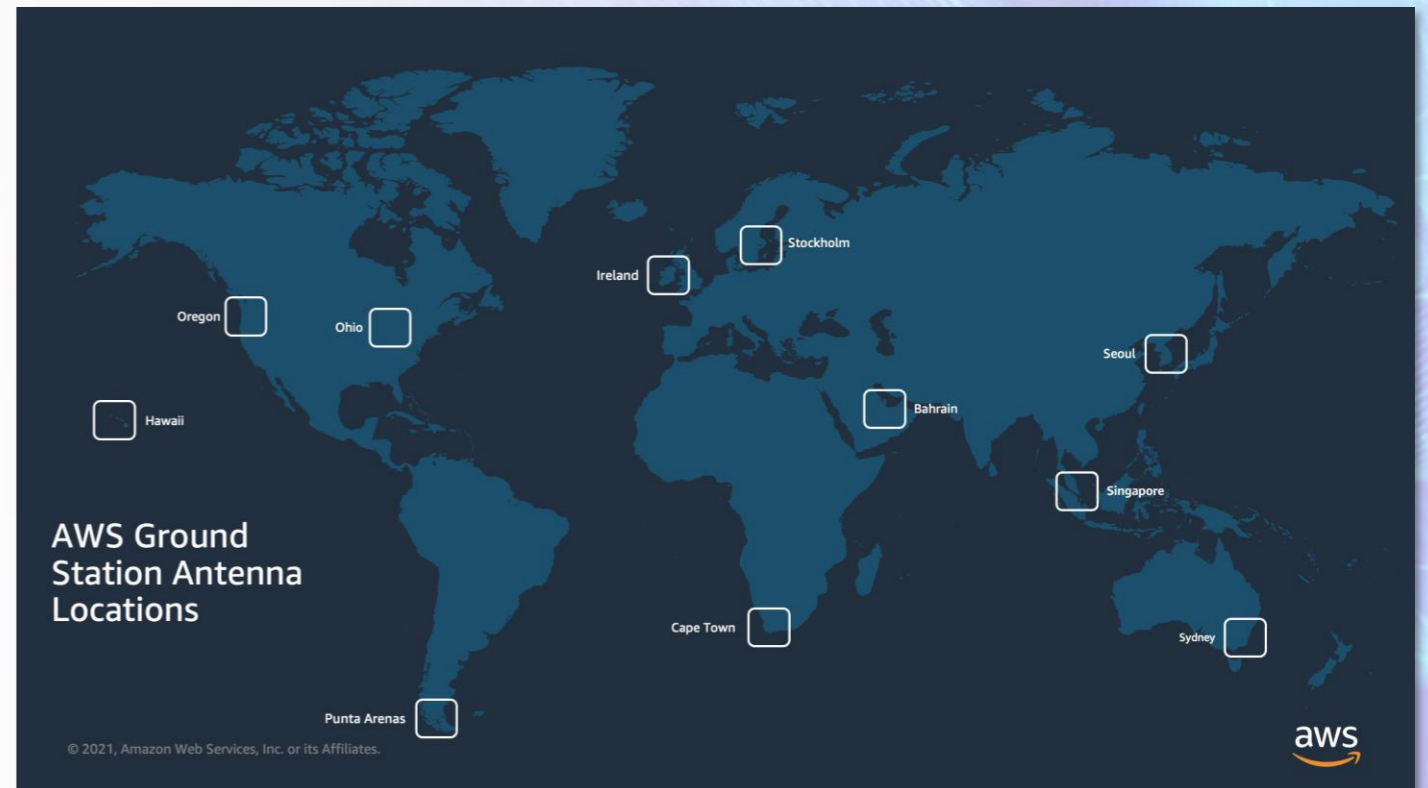 Stockholm
Ireland
Oregon
Ohio
Seoul
Hawaii
Bahrain
Singapore
AWS Ground
Station Antenna
Locations
Cape Town
Sydney
Punta Arenas
© 2021, Amazon Web Services, Inc. or its Affiliates.
aws